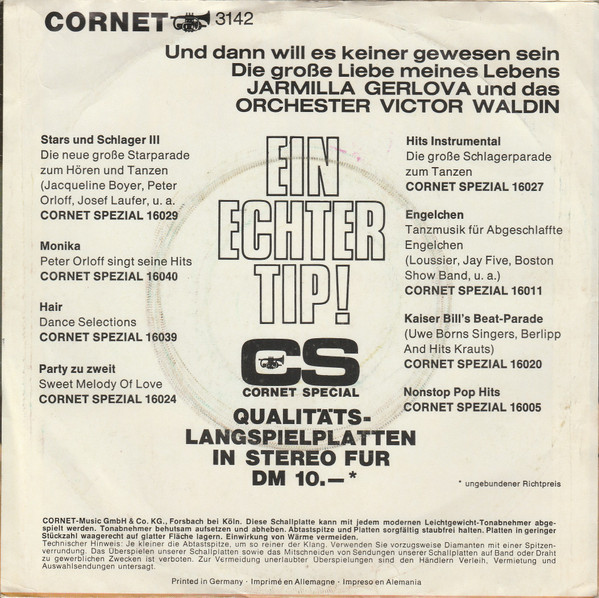 CORNET 3142
Und dann will es keiner gewesen sein
Die große Liebe meines Lebens
JARMILLA GERLOVA und das
ORCHESTER VICTOR WALDIN
Stars und Schlager III
Die neue große Starparade
zum Hören und Tanzen
(Jacqueline Boyer, Peter
Orloff, Josef Laufer, u. a.
CORNET SPEZIAL 16029
Monika
Peter Orloff singt seine Hits
CORNET SPEZIAL 16040
Hair
Dance Selections
CORNET SPEZIAL 16039
Party zu zweit
Sweet Melody Of Love
CORNET SPEZIAL 16024
EIN
ECHTER
TIP!
CS
CORNET SPECIAL
QUALITÄTS-
LANGSPIELPLATTEN
IN STEREO FUR
DM 10.—*
Hits Instrumental
Die große Schlagerparade
zum Tanzen
CORNET SPEZIAL 16027
Engelchen
Tanzmusik für Abgeschlaffte
Engelchen
(Loussier, Jay Five, Boston
Show Band, u. a.)
CORNET SPEZIAL 16011
Kaiser Bill's Beat-Parade
(Uwe Borns Singers, Berlipp
And Hits Krauts)
CORNET SPEZIAL 16020
Nonstop Pop Hits
CORNET SPEZIAL 16005
* ungebundener Richtpreis
CORNET-Music GmbH & Co. KG., Forsbach bei Köln. Diese Schallplatte kann mit jedem modernen Leichtgewicht-Tonabnehmer abge-
spielt werden. Tonabnehmer behutsam aufsetzen und abheben. Abtastspitze und Platten sorgfältig staubfrei halten. Platten in geringer
Stückzahl waagerecht auf glatter Fläche lagern. Einwirkung von Wärme vermeiden.
Technischer Hinweis: Je kleiner die Abtastspitze, um so reiner der Klang. Verwenden Sie vorzugsweise Diamanten mit einer Spitzen-
verrundung. Das Überspielen unserer Schallplatten sowie das Mitschneiden von Sendungen unserer Schallplatten auf Band oder Draht
zu gewerblichen Zwecken ist verboten. Zur Vermeidung unerlaubter Überspielungen sind den Händlern Verleih, Vermietung und
Auswahlsendungen untersagt.
Printed in Germany · Imprimé en Allemagne · Impreso en Alemania